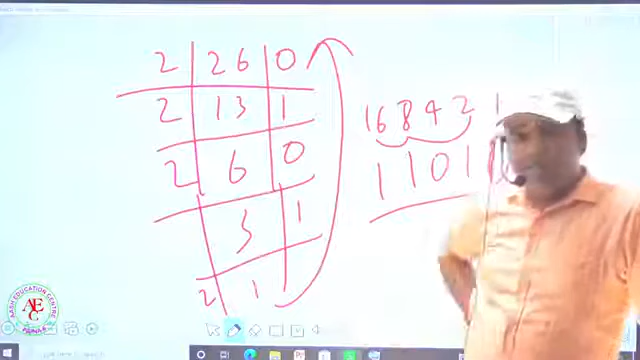 2 26 0
2 13 1
2 6 0
3 1
2 1
16 8 4 2 1
1 1 0 1
AASH EDUCATION CENTRE
AEC